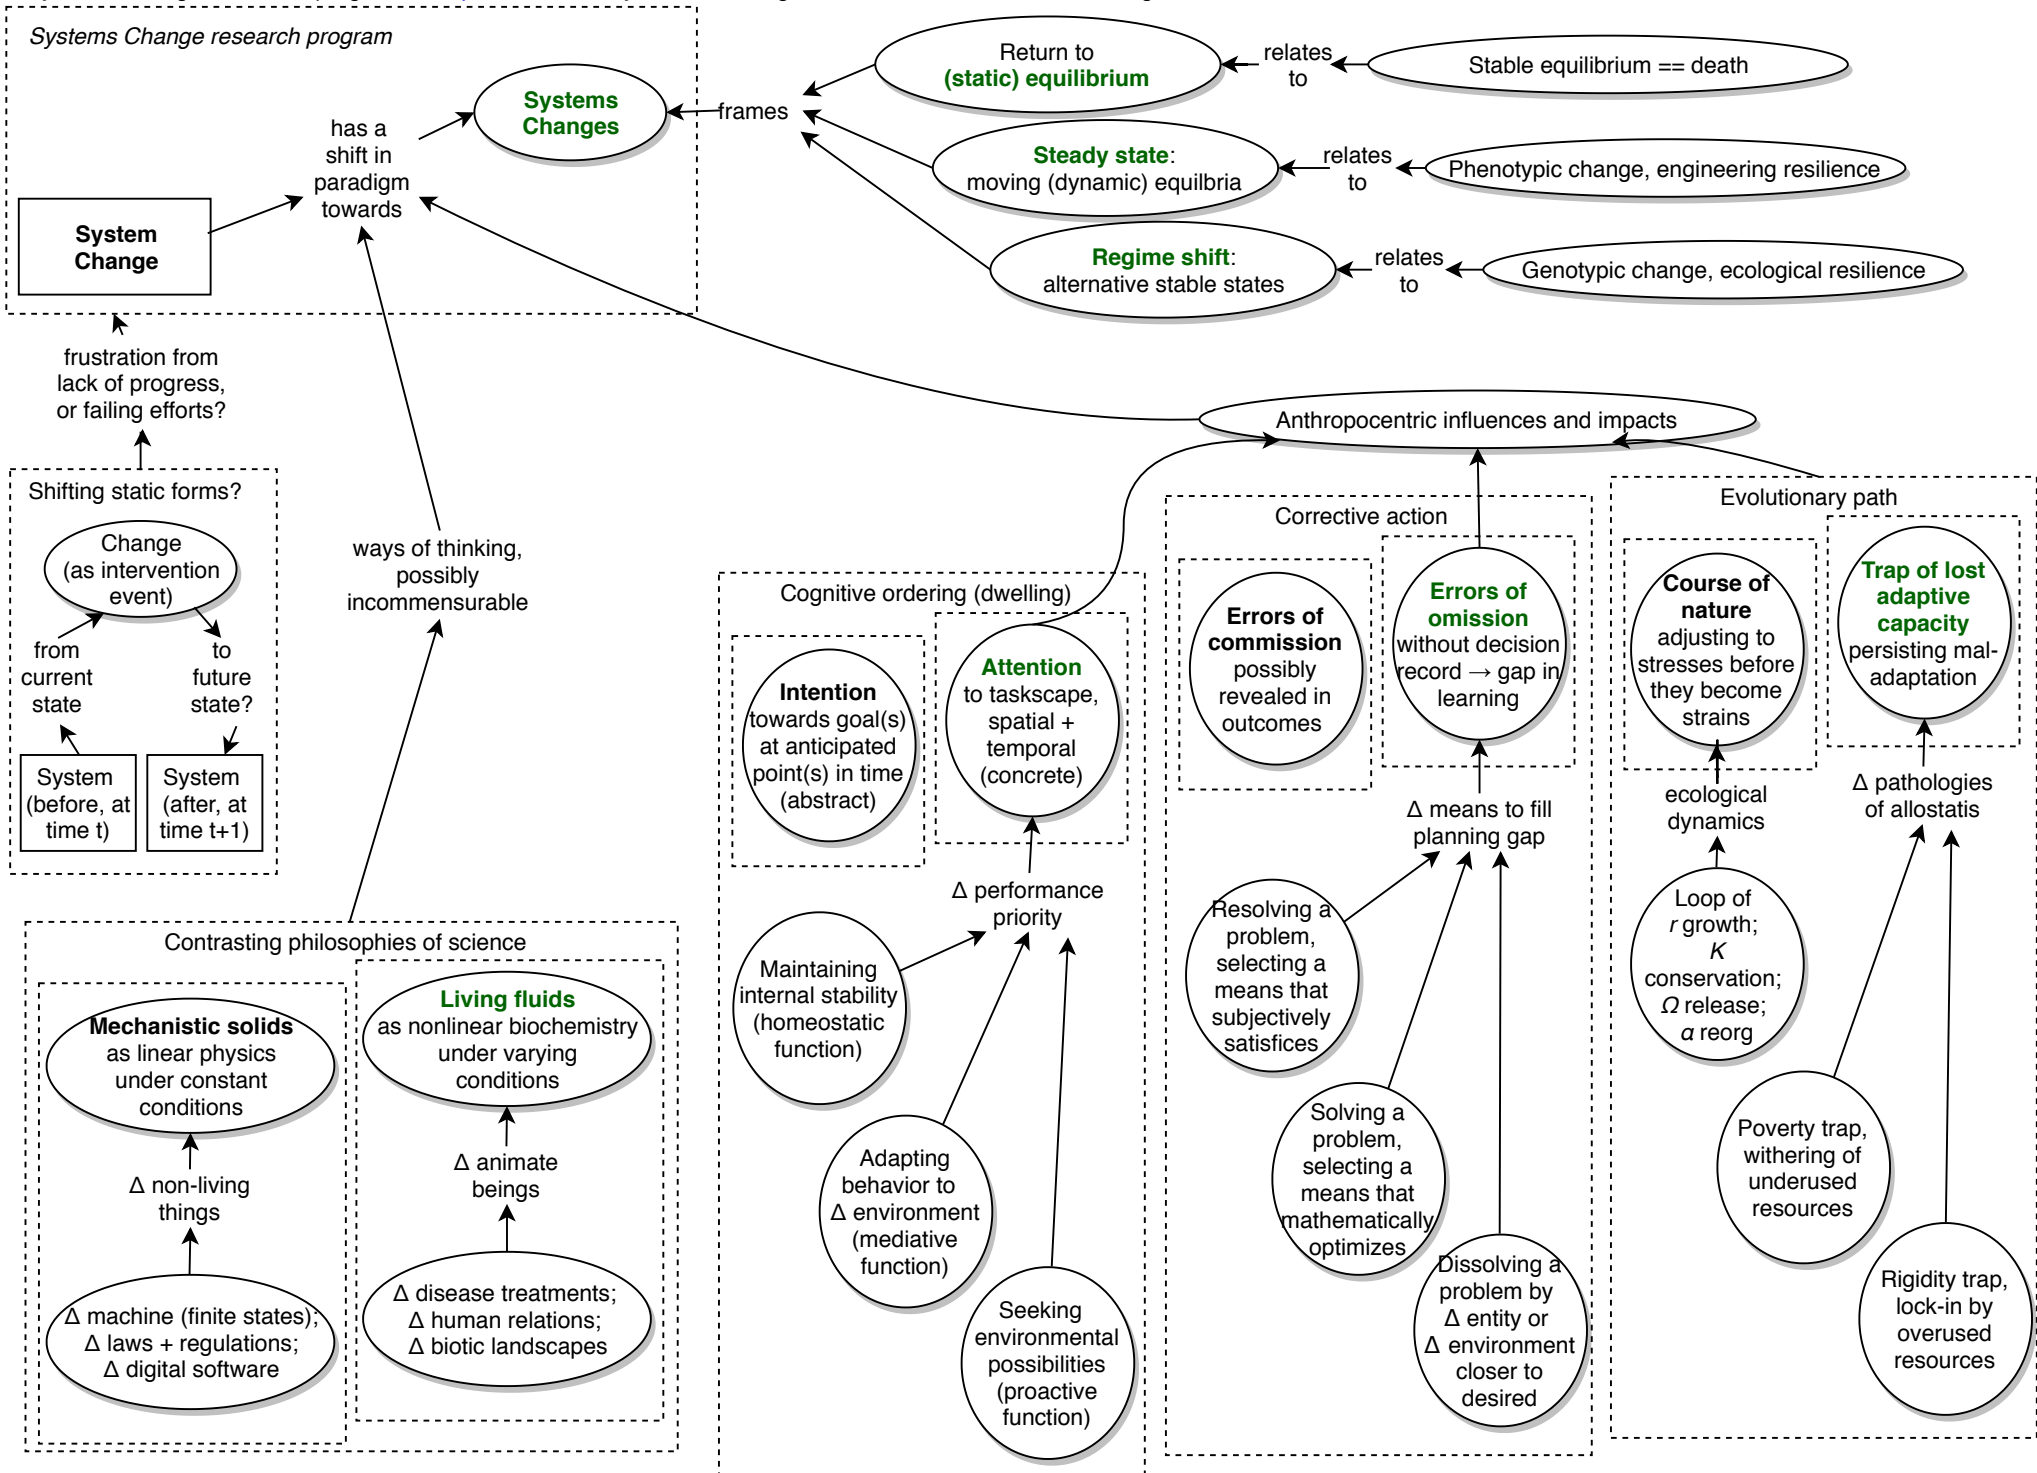 Systems Change research program
Systems
Changes
has a
shift in
paradigm
towards
System
Change
frames
Return to
(static) equilibrium
relates
to
Stable equilibrium == death
Steady state:
moving (dynamic) equilbria
relates
to
Phenotypic change, engineering resilience
Regime shift:
alternative stable states
relates
to
Genotypic change, ecological resilience
frustration from
lack of progress,
or failing efforts?
Shifting static forms?
Change
(as intervention
event)
from
current
state
to
future
state?
System
(before, at
time t)
System
(after, at
time t+1)
ways of thinking,
possibly
incommensurable
Contrasting philosophies of science
Mechanistic solids
as linear physics
under constant
conditions
Δ non-living
things
Δ machine (finite states);
Δ laws + regulations;
Δ digital software
Living fluids
as nonlinear biochemistry
under varying
conditions
Δ animate
beings
Δ disease treatments;
Δ human relations;
Δ biotic landscapes
Anthropocentric influences and impacts
Cognitive ordering (dwelling)
Intention
towards goal(s)
at anticipated
point(s) in time
(abstract)
Attention
to taskscape,
spatial +
temporal
(concrete)
Δ performance
priority
Maintaining
internal stability
(homeostatic
function)
Adapting
behavior to
Δ environment
(mediative
function)
Seeking
environmental
possibilities
(proactive
function)
Corrective action
Errors of
commission
possibly
revealed in
outcomes
Errors of
omission
without decision
record → gap in
learning
Δ means to fill
planning gap
Resolving a
problem,
selecting a
means that
subjectively
satisfices
Solving a
problem,
selecting a
means that
mathematically
optimizes
Dissolving a
problem by
Δ entity or
Δ environment
closer to
desired
Evolutionary path
Course of
nature
adjusting to
stresses before
they become
strains
Trap of lost
adaptive
capacity
persisting mal-
adaptation
ecological
dynamics
Δ pathologies
of allostatis
Loop of
r growth;
K
conservation;
Ω release;
α reorg
Poverty trap,
withering of
underused
resources
Rigidity trap,
lock-in by
overused
resources